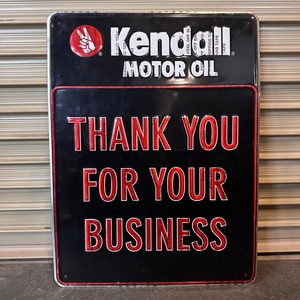 Kendall®
MOTOR OIL
THANK YOU
FOR YOUR
BUSINESS